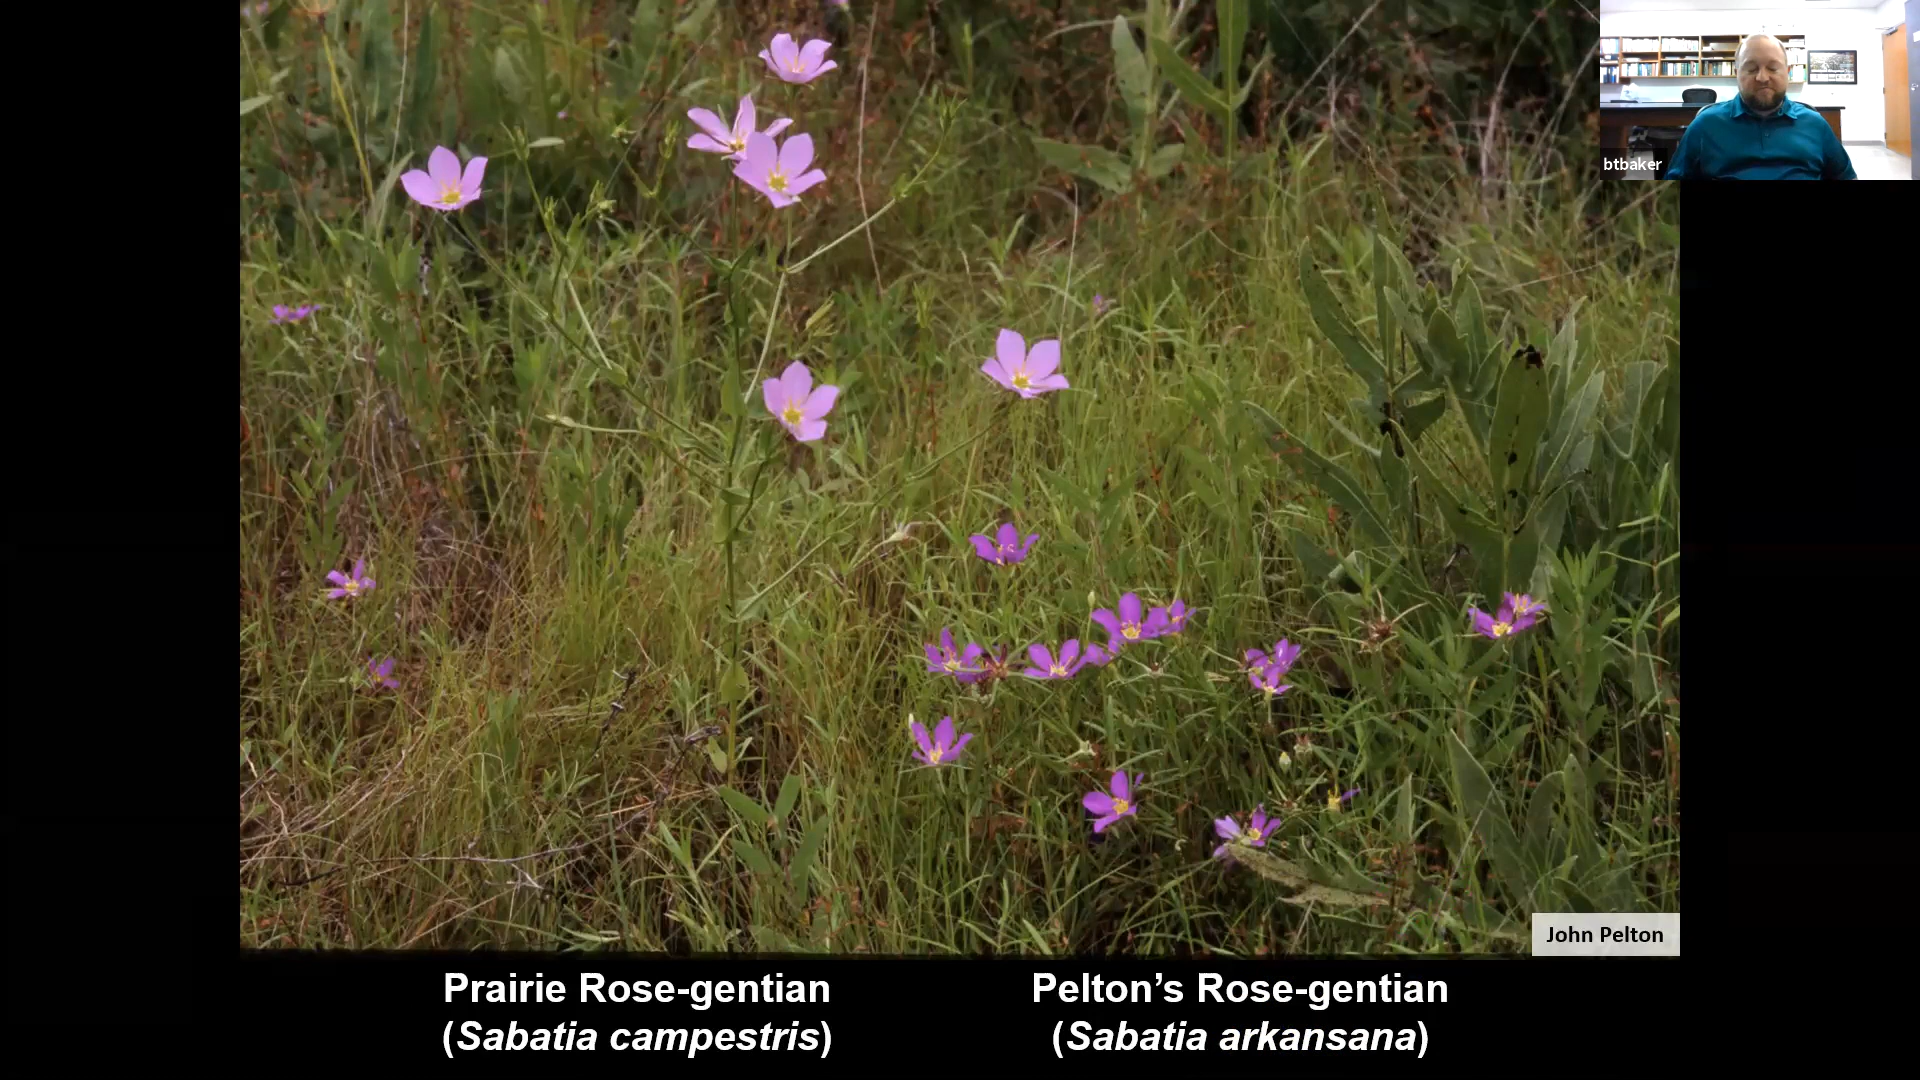 btbaker
John Pelton
Prairie Rose-gentian
(Sabatia campestris)
Pelton’s Rose-gentian
(Sabatia arkansana)